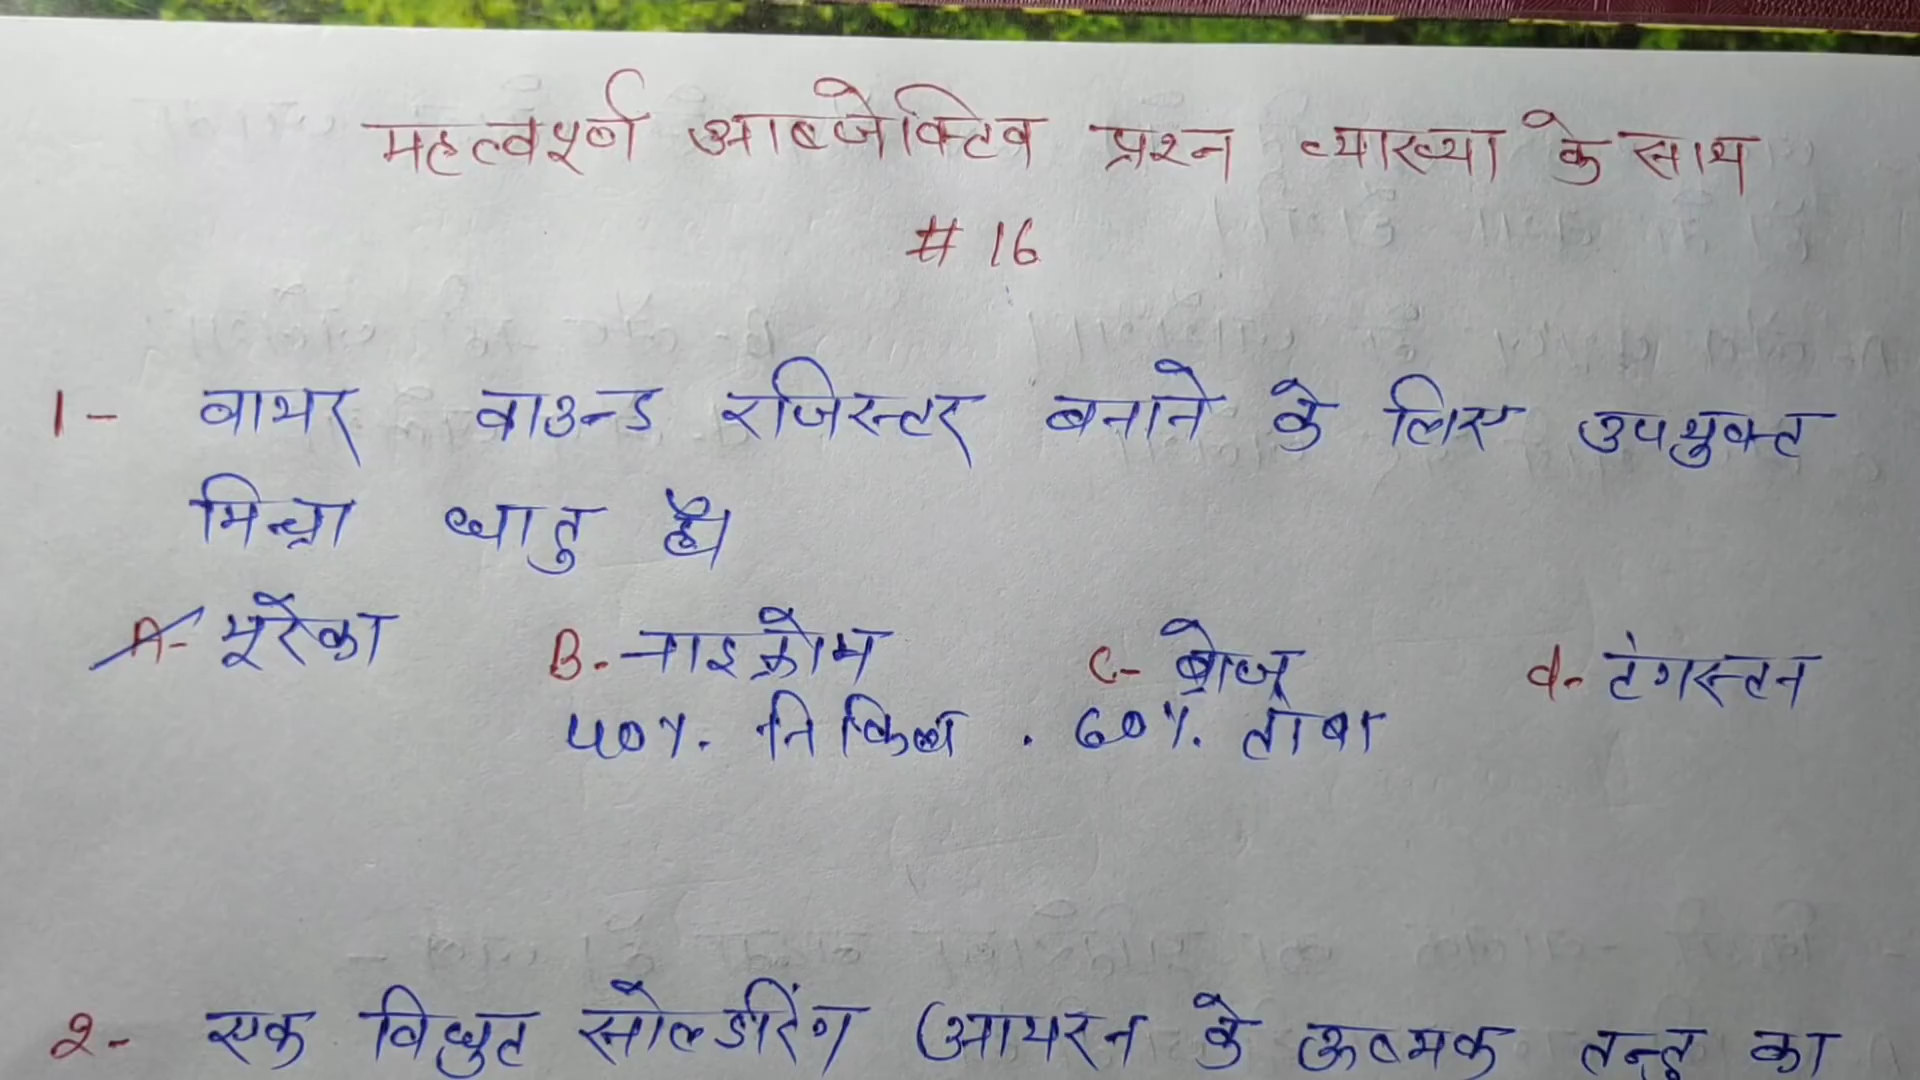 महत्वपूर्ण आबजेक्टिव प्रश्न व्याख्या के साथ
# 16
1- वायर वाउन्ड रजिस्टर बनाने के लिए उपयुक्त
मिश्र धातु है।
A- यूरेका B. नाइक्रोम C- ब्रोन्ज d- टंगस्टन
40%. निकिल . 60%. तांबा
2- एक विधुत सोल्डरिंग आयरन के ऊष्मक तन्तु का